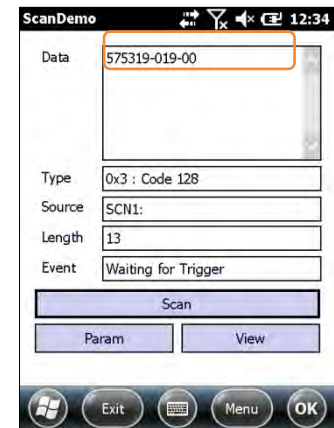 ScanDemo 12:34
Data 575319-019-00
Type 0x3 : Code 128
Source SCN1:
Length 13
Event Waiting for Trigger
Scan
Param View
Exit Menu OK